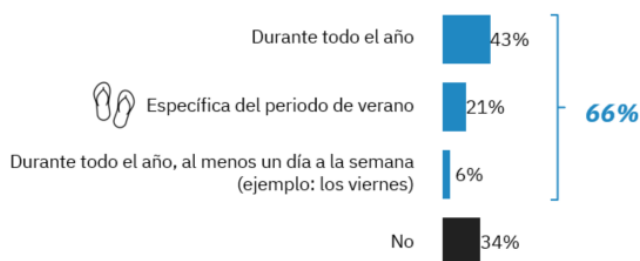 Durante todo el año 43%
Específica del periodo de verano 21%
66%
Durante todo el año, al menos un día a la semana
(ejemplo: los viernes) 6%
No 34%